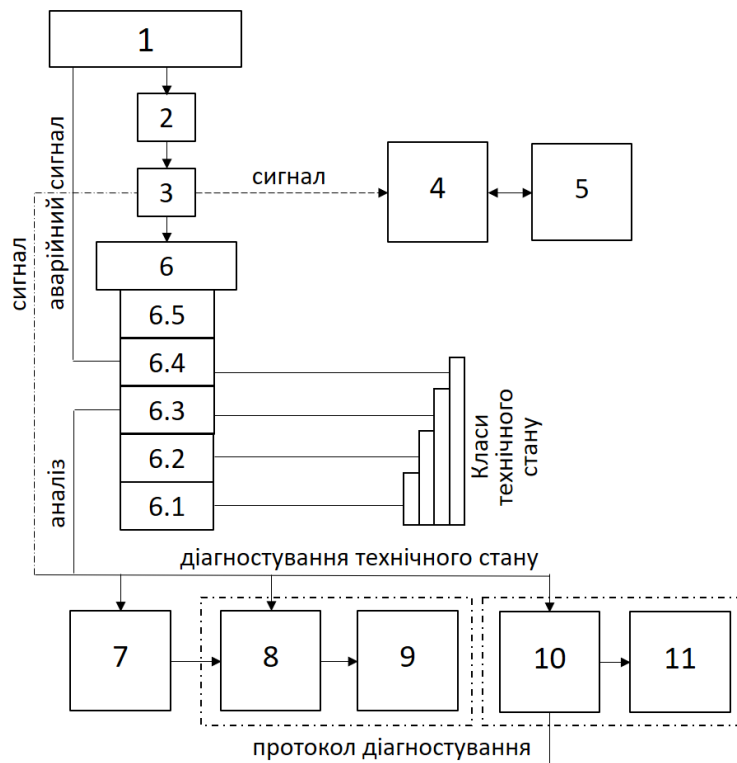 1
2
3
сигнал
4
5
сигнал
аварійний сигнал
6
6.5
6.4
6.3
6.2
6.1
Класи
технічного
стану
аналіз
діагностування технічного стану
7
8
9
10
11
протокол діагностування